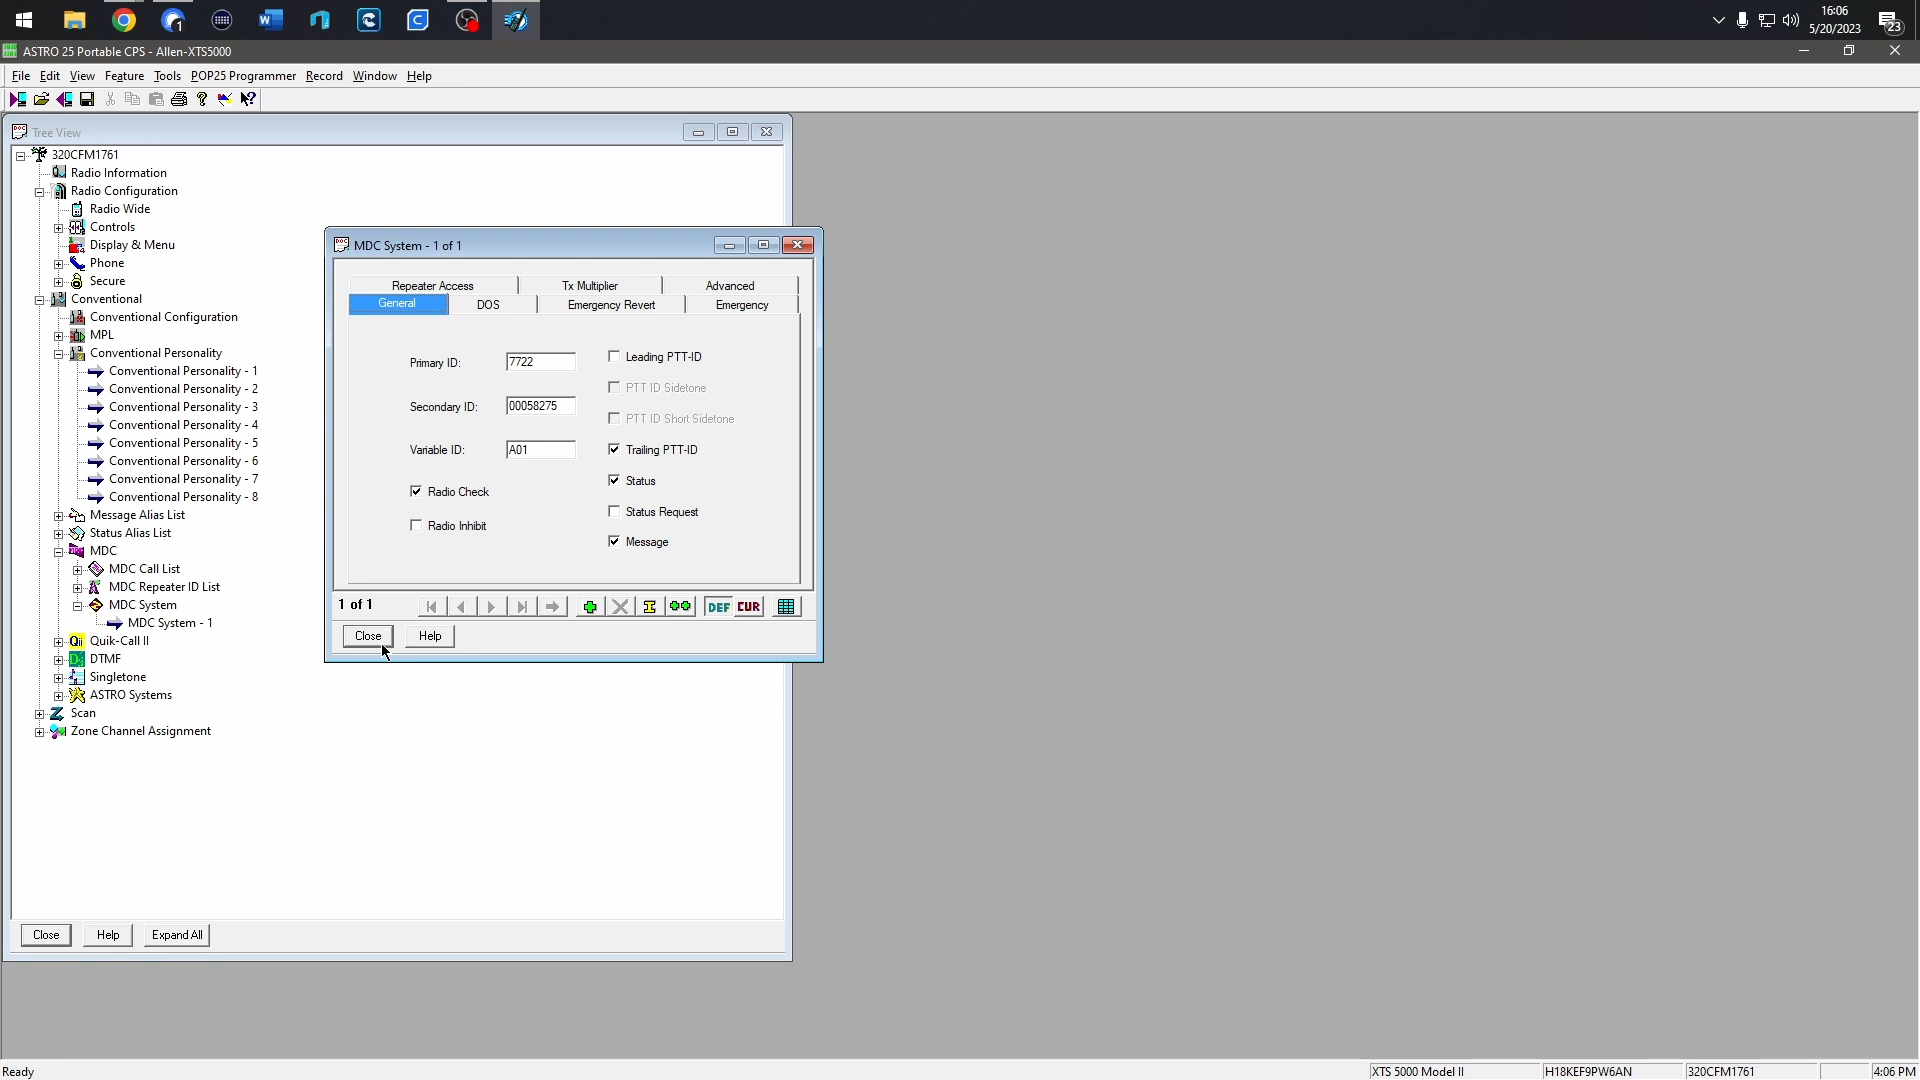 1
16:06
5/20/2023
23
ASTRO 25 Portable CPS - Allen-XTS5000
File Edit View Feature Tools POP25 Programmer Record Window Help
Tree View
320CFM1761
Radio Information
Radio Configuration
Radio Wide
Controls
Display & Menu
Phone
Secure
Conventional
Conventional Configuration
MPL
Conventional Personality
Conventional Personality - 1
Conventional Personality - 2
Conventional Personality - 3
Conventional Personality - 4
Conventional Personality - 5
Conventional Personality - 6
Conventional Personality - 7
Conventional Personality - 8
Message Alias List
Status Alias List
MDC
MDC Call List
MDC Repeater ID List
MDC System
MDC System - 1
Quik-Call II
DTMF
Singletone
ASTRO Systems
Scan
Zone Channel Assignment
Close Help Expand All
MDC System - 1 of 1
Repeater Access Tx Multiplier Advanced
General DOS Emergency Revert Emergency
Primary ID: 7722
Secondary ID: 00058275
Variable ID: A01
Radio Check
Radio Inhibit
Leading PTT-ID
PTT ID Sidetone
PTT ID Short Sidetone
Trailing PTT-ID
Status
Status Request
Message
1 of 1 DEF CUR
Close Help
Ready XTS 5000 Model II H18KEF9PW6AN 320CFM1761 4:06 PM